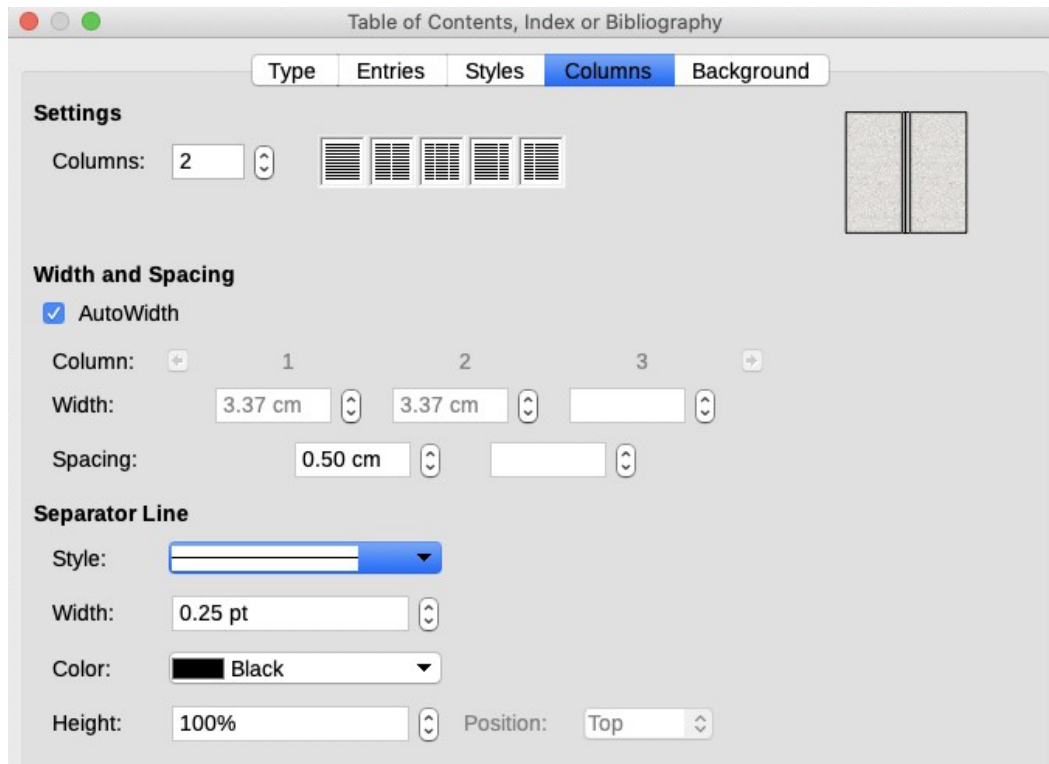 Table of Contents, Index or Bibliography
Type Entries Styles Columns Background
Settings
Columns: 2
Width and Spacing
AutoWidth
Column: 1 2 3
Width: 3.37 cm 3.37 cm
Spacing: 0.50 cm
Separator Line
Style:
Width: 0.25 pt
Color: Black
Height: 100% Position: Top